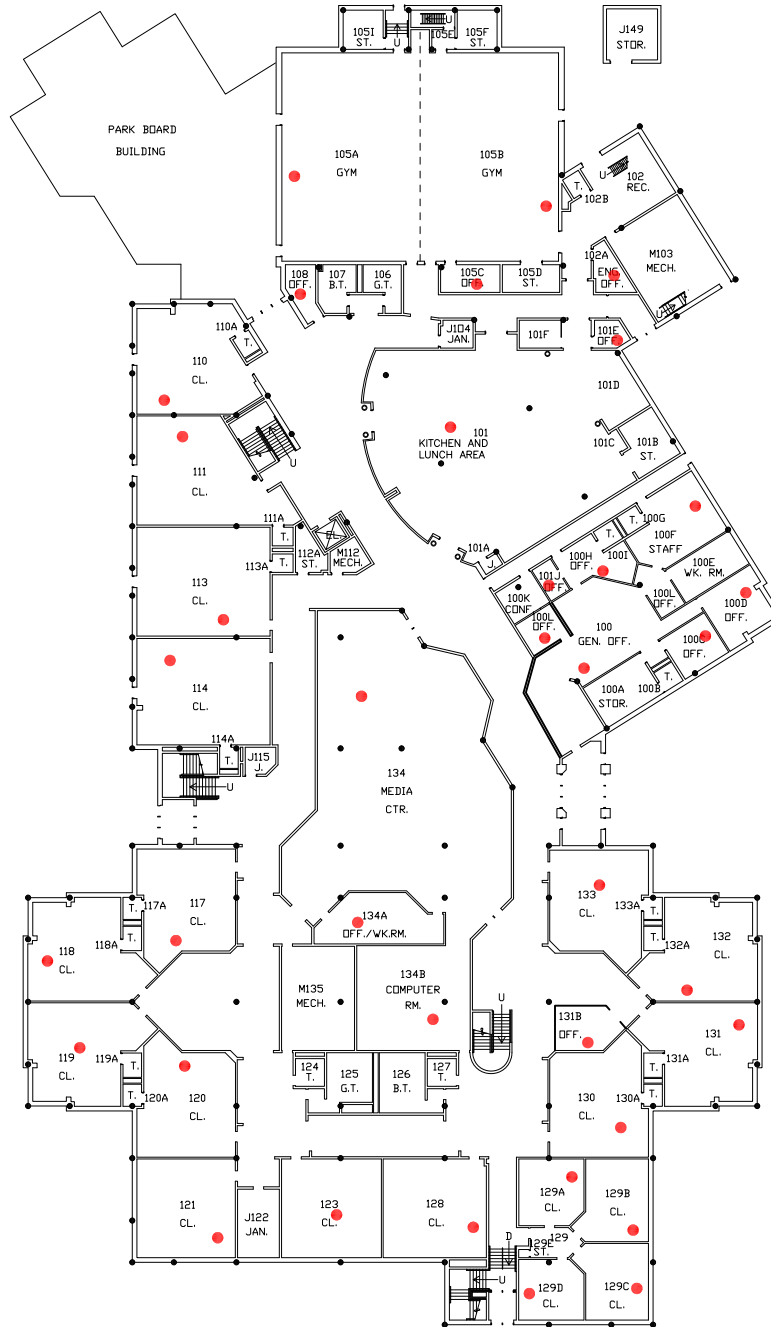 105I
ST.
U
U
105E
105F
ST.
J149
STOR.
PARK BOARD
BUILDING
105A
GYM
105B
GYM
U
102
REC.
T.
102B
M103
MECH.
102A
ENG.
OFF.
U
108
OFF.
107
B.T.
106
G.T.
105C
OFF.
105D
ST.
110A
T.
J104
JAN.
101F
101E
OFF.
110
CL.
101D
101
KITCHEN AND
LUNCH AREA
101C
101B
ST.
111
CL.
U
111A
T.
EL.
112A
ST.
M112
MECH.
T.
113A
113
CL.
101A
J.
T.
T.
100G
100F
STAFF
100H
OFF.
100I
100E
WK. RM.
101J
OFF.
100K
CONF.
100L
OFF.
100L
OFF.
100D
OFF.
100
GEN. OFF.
100C
OFF.
100A
STOR.
100B
T.
114
CL.
114A
T.
J115
J.
U
134
MEDIA
CTR.
117
CL.
117A
T.
118
CL.
118A
T.
134A
OFF./WK.RM.
133
CL.
133A
T.
132
CL.
132A
T.
M135
MECH.
134B
COMPUTER
RM.
U
131B
OFF.
131
CL.
131A
T.
119
CL.
119A
T.
120
CL.
120A
T.
124
T.
125
G.T.
126
B.T.
127
T.
130
CL.
130A
T.
121
CL.
J122
JAN.
123
CL.
128
CL.
129A
CL.
129B
CL.
D
129
129E
ST.
U
129D
CL.
129C
CL.